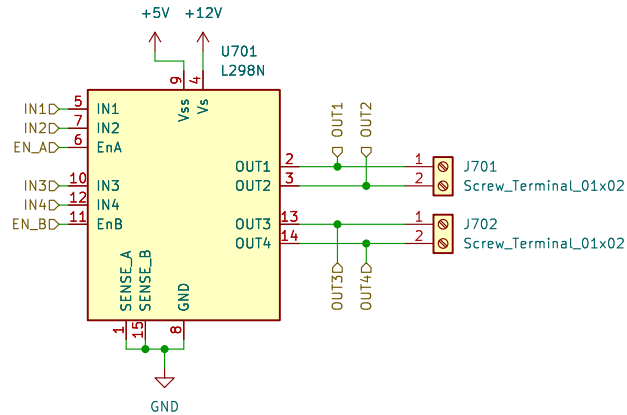 +5V +12V
U701
L298N
9 4
Vss Vs
IN1 5 IN1
IN2 7 IN2
EN_A 6 EnA
IN3 10 IN3
IN4 12 IN4
EN_B 11 EnB
OUT1 2
OUT2 3
OUT3 13
OUT4 14
OUT1 OUT2
1 J701
2 Screw_Terminal_01x02
1 J702
2 Screw_Terminal_01x02
OUT3 OUT4
SENSE_A SENSE_B GND
1 15 8
GND